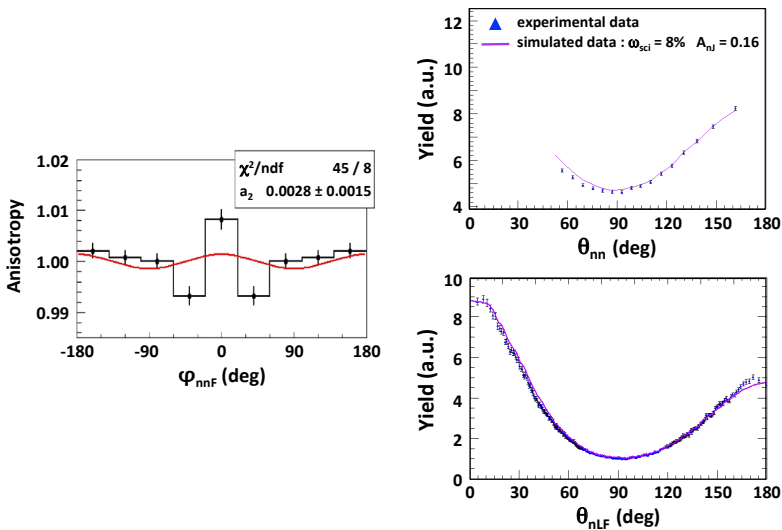 Anisotropy
1.02
1.01
1.00
0.99
χ²/ndf 45 / 8
a₂ 0.0028 ± 0.0015
-180 -90 0 90 180
φnnF (deg)
Yield (a.u.)
12
10
8
6
4
▲ experimental data
simulated data : ωsci = 8% AnJ = 0.16
0 30 60 90 120 150 180
θnn (deg)
Yield (a.u.)
10
8
6
4
2
0
0 30 60 90 120 150 180
θnLF (deg)